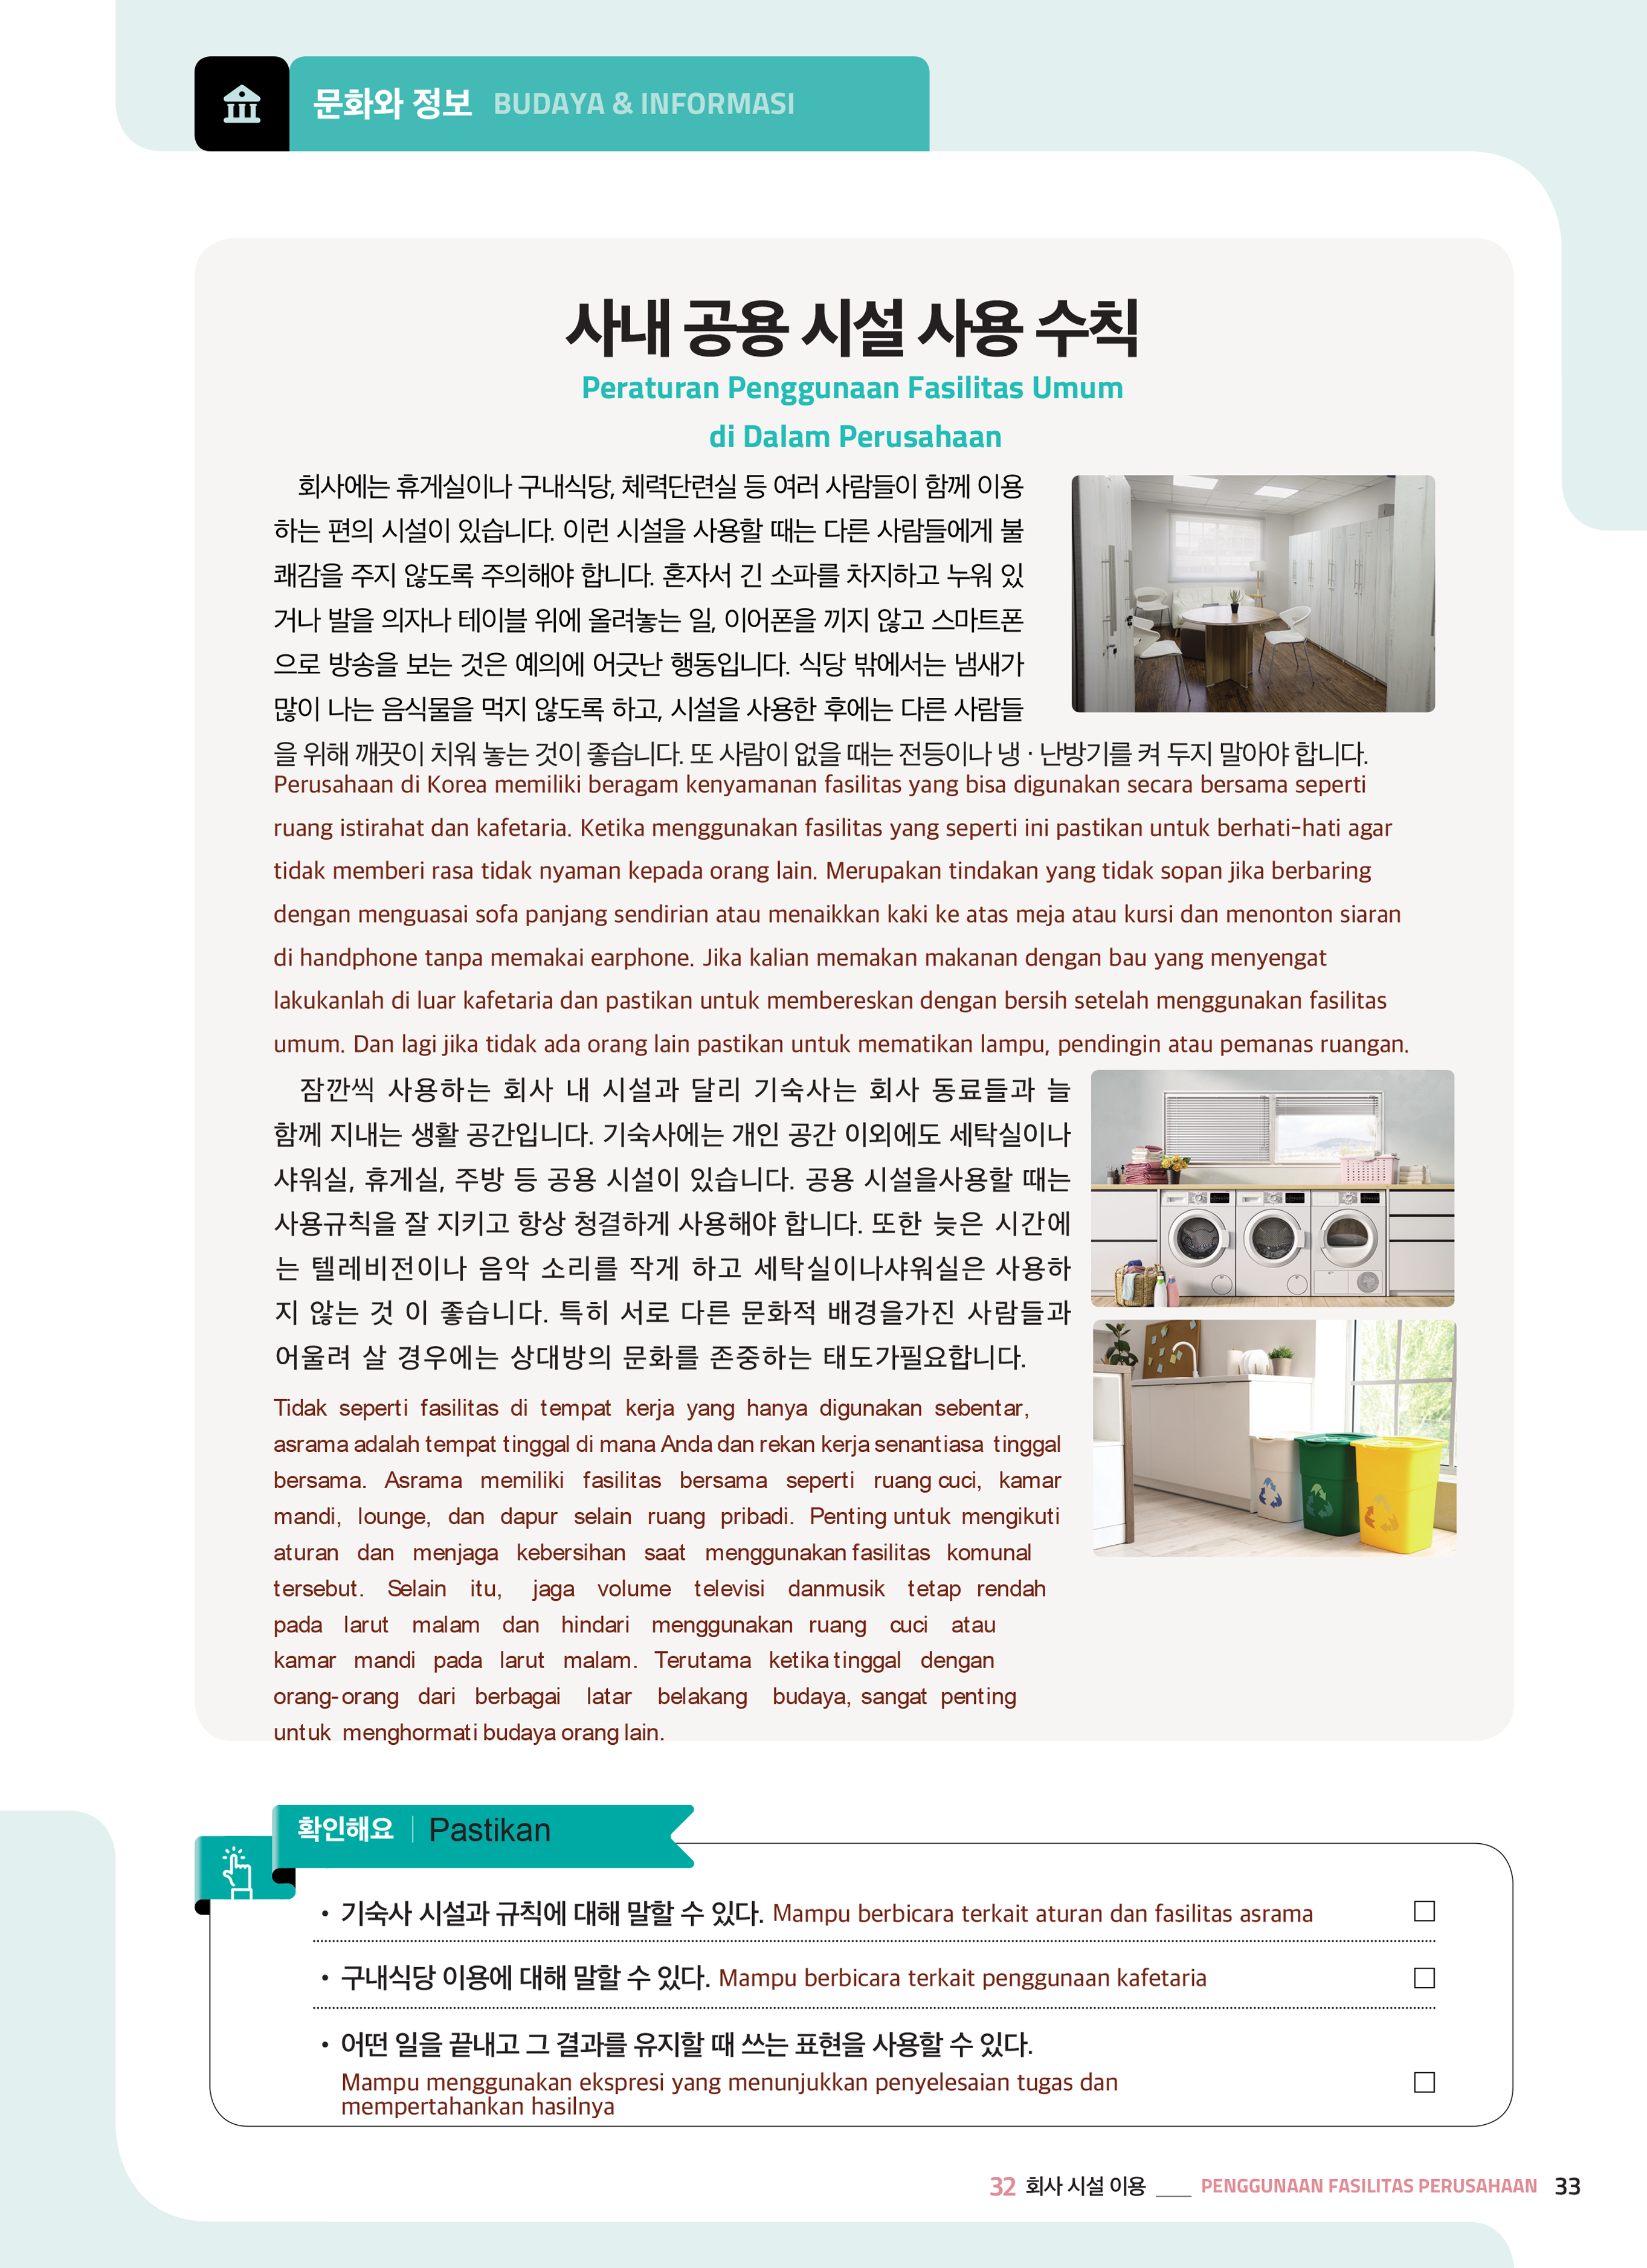 문화와 정보 BUDAYA & INFORMASI
사내 공용 시설 사용 수칙
Peraturan Penggunaan Fasilitas Umum
di Dalam Perusahaan
회사에는 휴게실이나 구내식당, 체력단련실 등 여러 사람들이 함께 이용
하는 편의 시설이 있습니다. 이런 시설을 사용할 때는 다른 사람들에게 불
쾌감을 주지 않도록 주의해야 합니다. 혼자서 긴 소파를 차지하고 누워 있
거나 발을 의자나 테이블 위에 올려놓는 일, 이어폰을 끼지 않고 스마트폰
으로 방송을 보는 것은 예의에 어긋난 행동입니다. 식당 밖에서는 냄새가
많이 나는 음식물을 먹지 않도록 하고, 시설을 사용한 후에는 다른 사람들
을 위해 깨끗이 치워 놓는 것이 좋습니다. 또 사람이 없을 때는 전등이나 냉 · 난방기를 켜 두지 말아야 합니다.
Perusahaan di Korea memiliki beragam kenyamanan fasilitas yang bisa digunakan secara bersama seperti
ruang istirahat dan kafetaria. Ketika menggunakan fasilitas yang seperti ini pastikan untuk berhati-hati agar
tidak memberi rasa tidak nyaman kepada orang lain. Merupakan tindakan yang tidak sopan jika berbaring
dengan menguasai sofa panjang sendirian atau menaikkan kaki ke atas meja atau kursi dan menonton siaran
di handphone tanpa memakai earphone. Jika kalian memakan makanan dengan bau yang menyengat
lakukanlah di luar kafetaria dan pastikan untuk membereskan dengan bersih setelah menggunakan fasilitas
umum. Dan lagi jika tidak ada orang lain pastikan untuk mematikan lampu, pendingin atau pemanas ruangan.
잠깐씩 사용하는 회사 내 시설과 달리 기숙사는 회사 동료들과 늘
함께 지내는 생활 공간입니다. 기숙사에는 개인 공간 이외에도 세탁실이나
샤워실, 휴게실, 주방 등 공용 시설이 있습니다. 공용 시설을사용할 때는
사용규칙을 잘 지키고 항상 청결하게 사용해야 합니다. 또한 늦은 시간에
는 텔레비전이나 음악 소리를 작게 하고 세탁실이나샤워실은 사용하
지 않는 것 이 좋습니다. 특히 서로 다른 문화적 배경을가진 사람들과
어울려 살 경우에는 상대방의 문화를 존중하는 태도가필요합니다.
Tidak seperti fasilitas di tempat kerja yang hanya digunakan sebentar,
asrama adalah tempat tinggal di mana Anda dan rekan kerja senantiasa tinggal
bersama. Asrama memiliki fasilitas bersama seperti ruang cuci, kamar
mandi, lounge, dan dapur selain ruang pribadi. Penting untuk mengikuti
aturan dan menjaga kebersihan saat menggunakan fasilitas komunal
tersebut. Selain itu, jaga volume televisi danmusik tetap rendah
pada larut malam dan hindari menggunakan ruang cuci atau
kamar mandi pada larut malam. Terutama ketika tinggal dengan
orang-orang dari berbagai latar belakang budaya, sangat penting
untuk menghormati budaya orang lain.
확인해요 | Pastikan
• 기숙사 시설과 규칙에 대해 말할 수 있다. Mampu berbicara terkait aturan dan fasilitas asrama
• 구내식당 이용에 대해 말할 수 있다. Mampu berbicara terkait penggunaan kafetaria
• 어떤 일을 끝내고 그 결과를 유지할 때 쓰는 표현을 사용할 수 있다.
Mampu menggunakan ekspresi yang menunjukkan penyelesaian tugas dan
mempertahankan hasilnya
32 회사 시설 이용 ___ PENGGUNAAN FASILITAS PERUSAHAAN 33